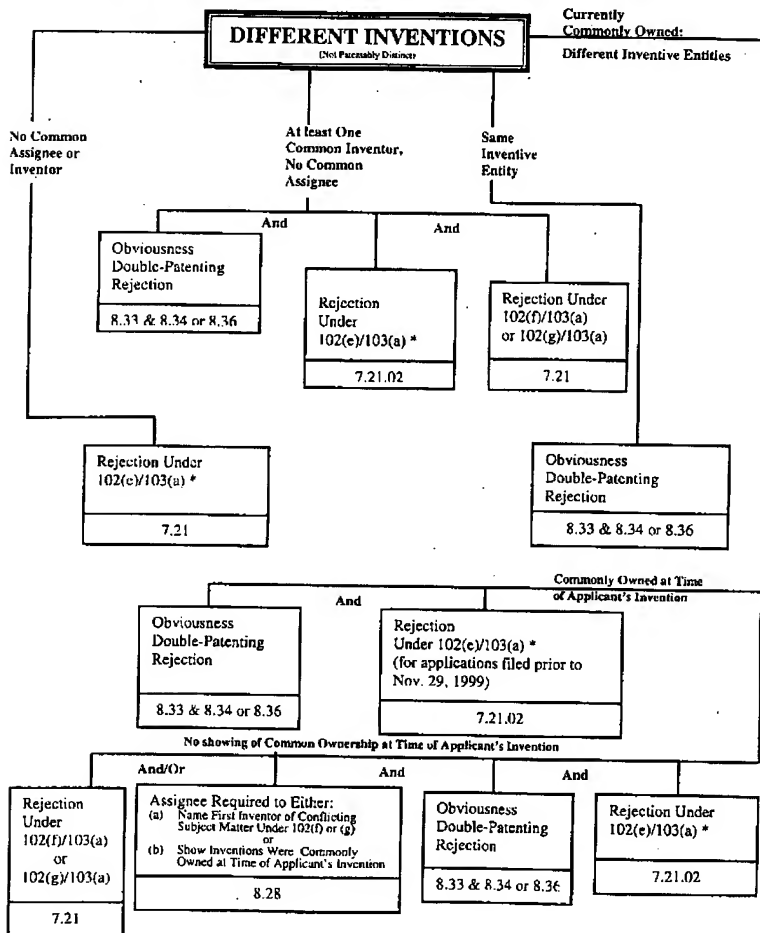 Currently
Commonly Owned:
DIFFERENT INVENTIONS
(Not Patentably Distinct)
Different Inventive Entities
No Common
Assignee or
Inventor
At least One
Common Inventor,
No Common
Assignee
Same
Inventive
Entity
And
And
Obviousness
Double-Patenting
Rejection
8.33 & 8.34 or 8.36
Rejection
Under
102(e)/103(a) *
7.21.02
Rejection Under
102(f)/103(a)
or 102(g)/103(a)
7.21
Rejection Under
102(e)/103(a) *
7.21
Obviousness
Double-Patenting
Rejection
8.33 & 8.34 or 8.36
Commonly Owned at Time
of Applicant's Invention
And
Obviousness
Double-Patenting
Rejection
8.33 & 8.34 or 8.36
Rejection
Under 102(e)/103(a) *
(for applications filed prior to
Nov. 29, 1999)
7.21.02
No showing of Common Ownership at Time of Applicant's Invention
And/Or
And
And
Rejection
Under
102(f)/103(a)
or
102(g)/103(a)
7.21
Assignee Required to Either:
(a) Name First Inventor of Conflicting
Subject Matter Under 102(f) or (g)
or
(b) Show Inventions Were Commonly
Owned at Time of Applicant's Invention
8.28
Obviousness
Double-Patenting
Rejection
8.33 & 8.34 or 8.36
Rejection Under
102(e)/103(a) *
7.21.02